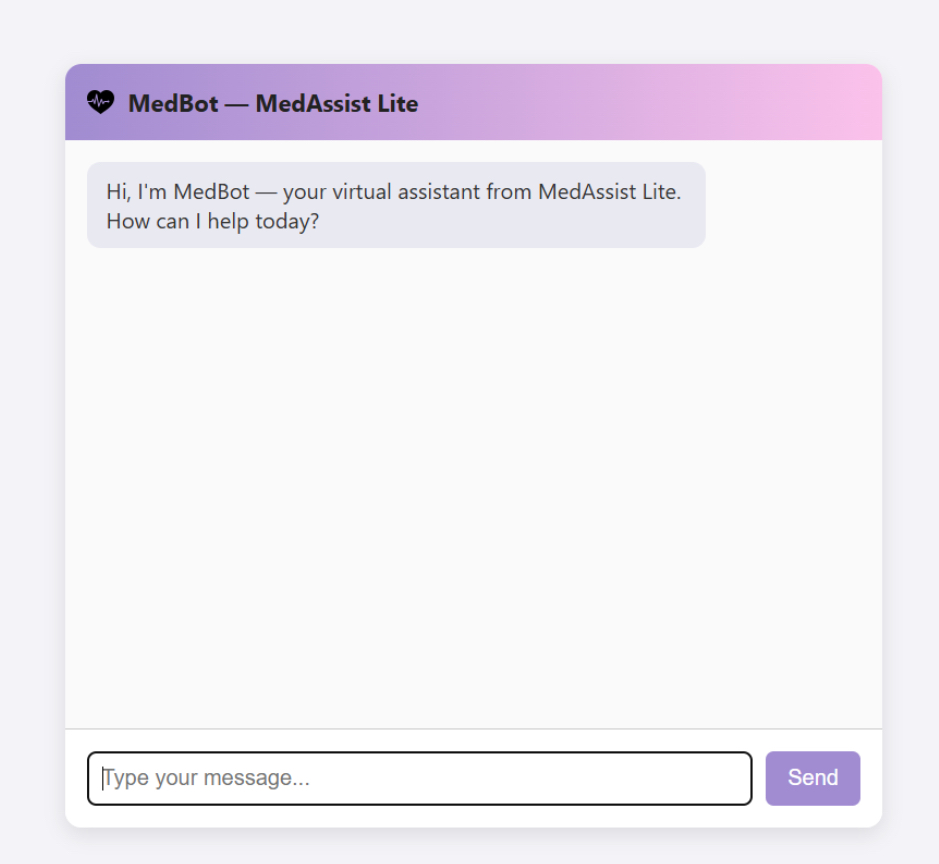 MedBot — MedAssist Lite
Hi, I'm MedBot — your virtual assistant from MedAssist Lite.
How can I help today?
Type your message...
Send